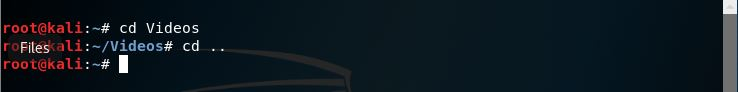 root@kali:~# cd Videos
root@kali:~/Videos# cd ..
Files
root@kali:~#